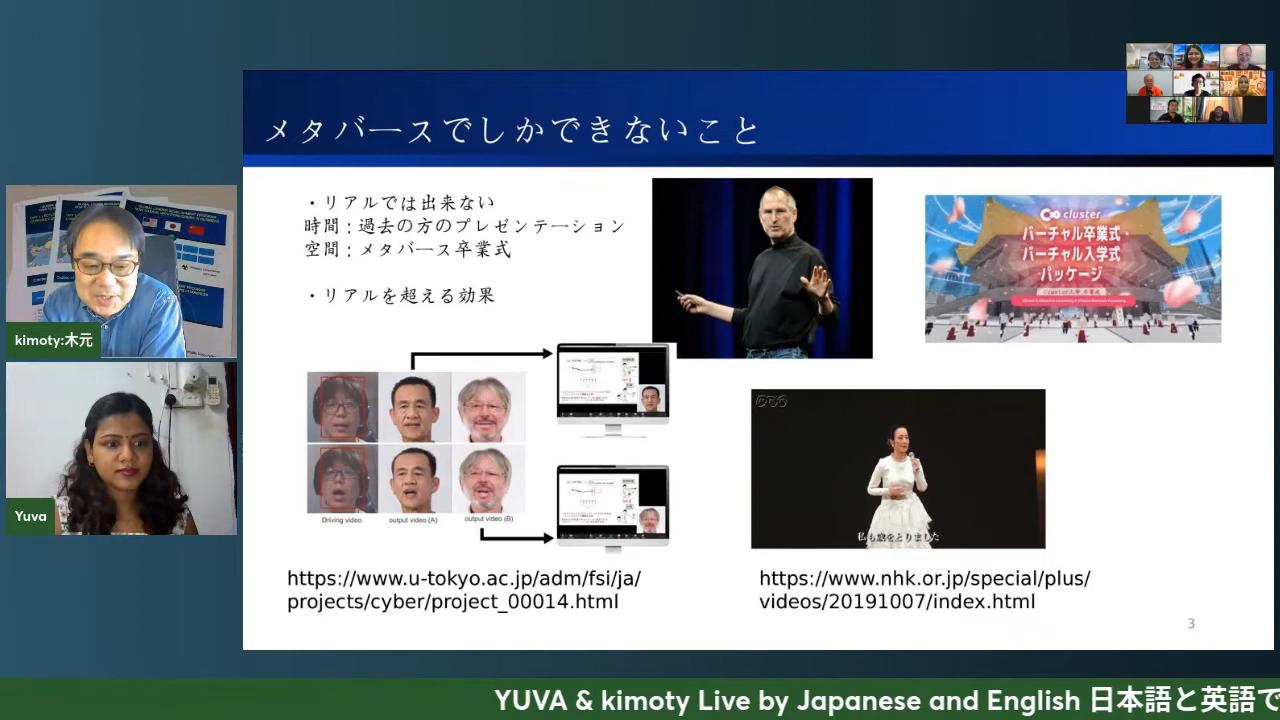 メタバースでしかできないこと
・リアルでは出来ない
時間：過去の方のプレゼンテーション
空間：メタバース卒業式
・リアルを超える効果
cluster
バーチャル卒業式・
バーチャル入学式
パッケージ
kimoty:木元
Yuva
Driving video
output video (A)
output video (B)
私も歳をとりました
https://www.u-tokyo.ac.jp/adm/fsi/ja/
projects/cyber/project_00014.html
https://www.nhk.or.jp/special/plus/
videos/20191007/index.html
3
YUVA & kimoty Live by Japanese and English 日本語と英語で